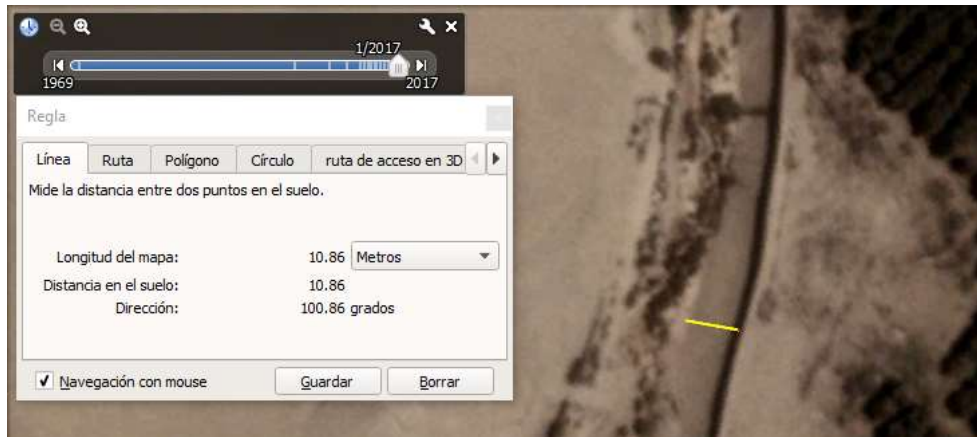 1/2017
1969
2017
Regla
Línea Ruta Polígono Círculo ruta de acceso en 3D
Mide la distancia entre dos puntos en el suelo.
Longitud del mapa: 10.86 Metros
Distancia en el suelo: 10.86
Dirección: 100.86 grados
Navegación con mouse Guardar Borrar